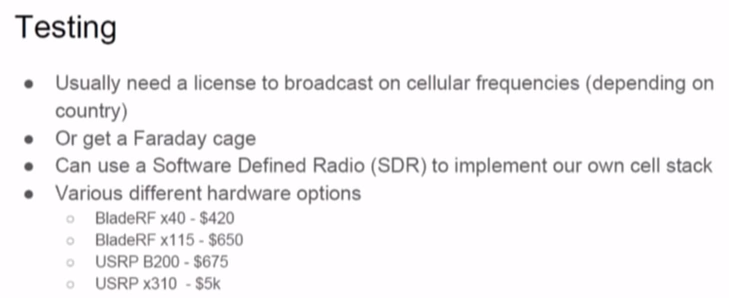 Testing
● Usually need a license to broadcast on cellular frequencies (depending on
country)
● Or get a Faraday cage
● Can use a Software Defined Radio (SDR) to implement our own cell stack
● Various different hardware options
○ BladeRF x40 - $420
○ BladeRF x115 - $650
○ USRP B200 - $675
○ USRP x310 - $5k